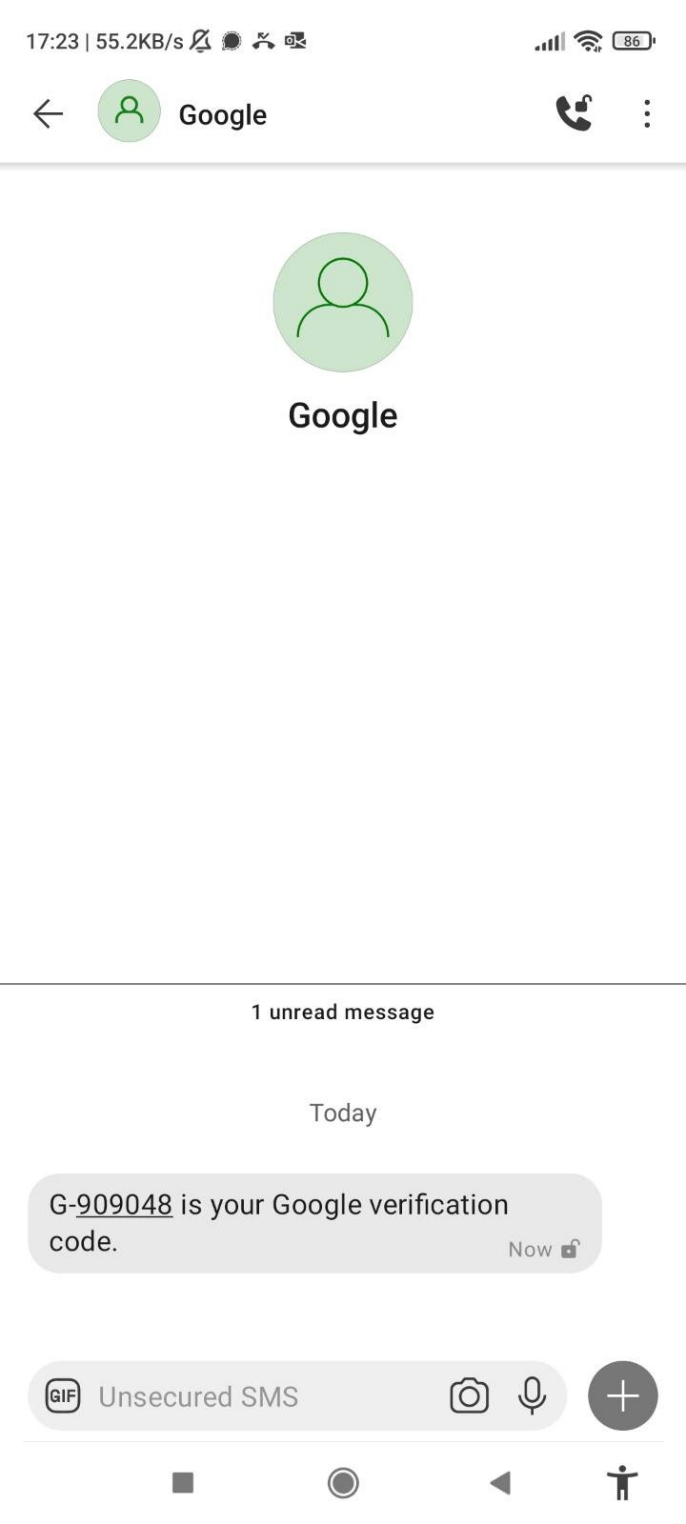 17:23 | 55.2KB/s
86
Google
Google
1 unread message
Today
G-909048 is your Google verification
code.
Now
GIF Unsecured SMS